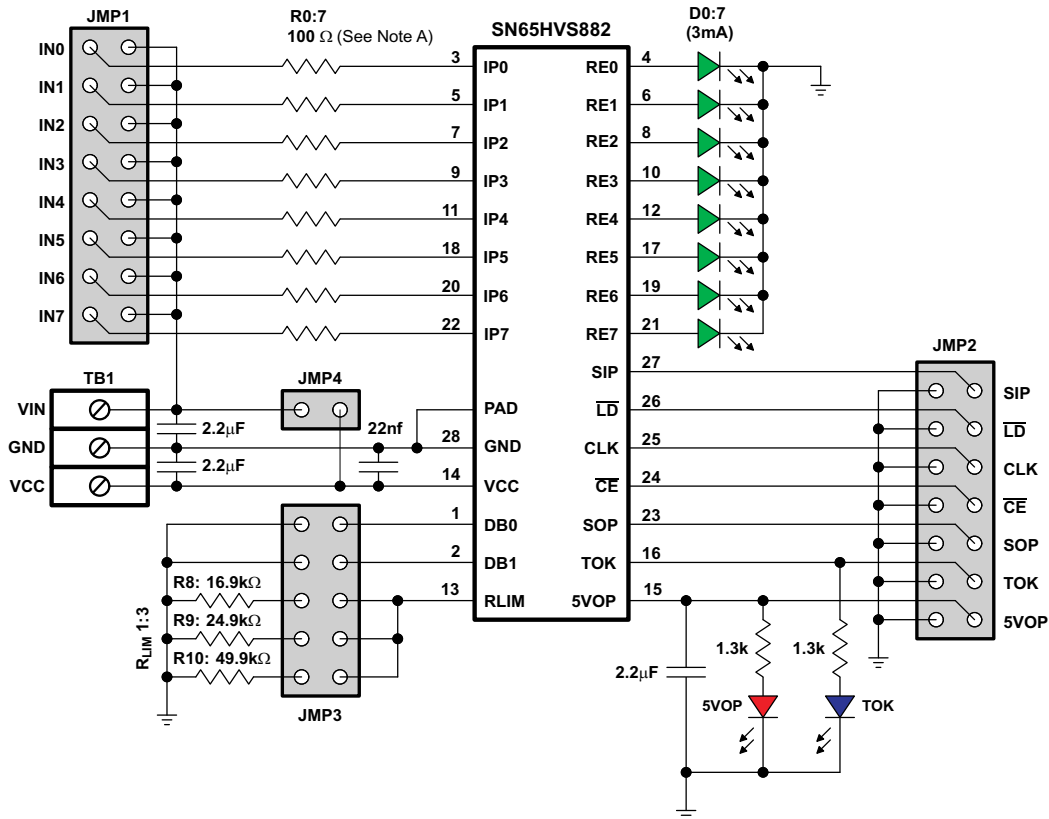 JMP1
R0:7
100 Ω (See Note A)
SN65HVS882
D0:7
(3mA)
IN0
IN1
IN2
IN3
IN4
IN5
IN6
IN7
3
5
7
9
11
18
20
22
IP0
IP1
IP2
IP3
IP4
IP5
IP6
IP7
RE0
RE1
RE2
RE3
RE4
RE5
RE6
RE7
4
6
8
10
12
17
19
21
TB1
VIN
GND
VCC
2.2μF
2.2μF
JMP4
22nf
28
14
1
2
13
PAD
GND
VCC
DB0
DB1
RLIM
SIP
LD
CLK
CE
SOP
TOK
5VOP
27
26
25
24
23
16
15
JMP2
SIP
LD
CLK
CE
SOP
TOK
5VOP
R8: 16.9kΩ
R9: 24.9kΩ
R10: 49.9kΩ
RLIM 1:3
JMP3
2.2μF
1.3k
1.3k
5VOP
TOK